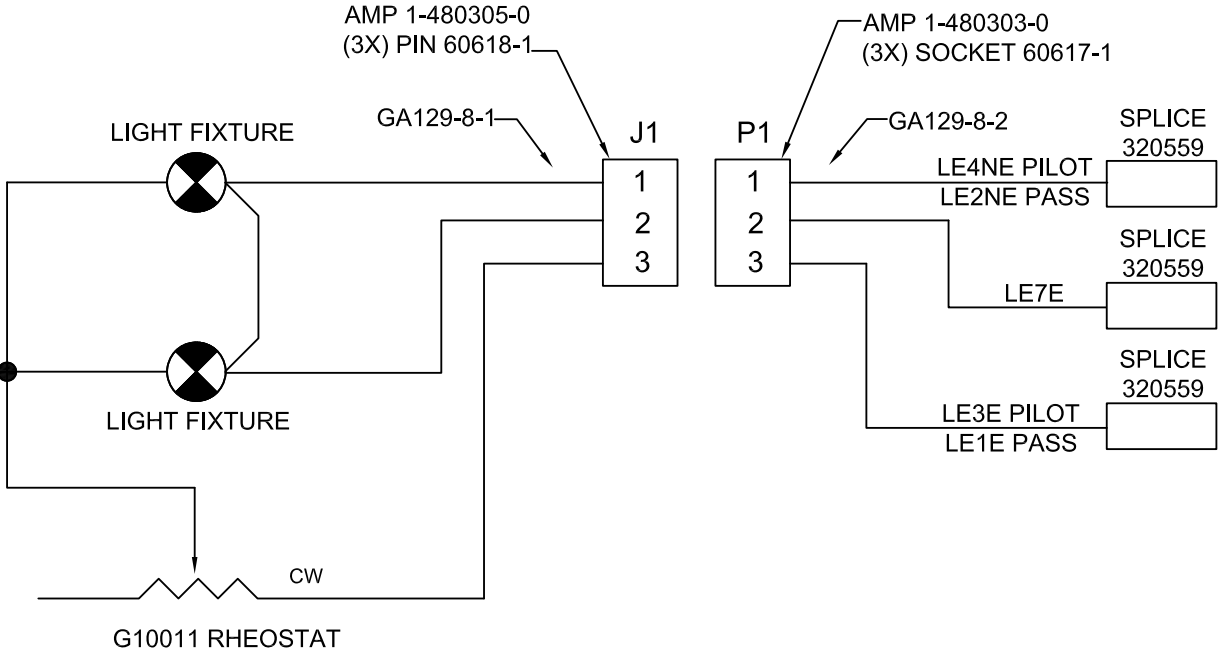 AMP 1-480305-0
(3X) PIN 60618-1
AMP 1-480303-0
(3X) SOCKET 60617-1
GA129-8-1
GA129-8-2
LIGHT FIXTURE
J1
P1
SPLICE
320559
1
2
3
1
2
3
LE4NE PILOT
LE2NE PASS
SPLICE
320559
LE7E
SPLICE
320559
LE3E PILOT
LE1E PASS
LIGHT FIXTURE
CW
G10011 RHEOSTAT